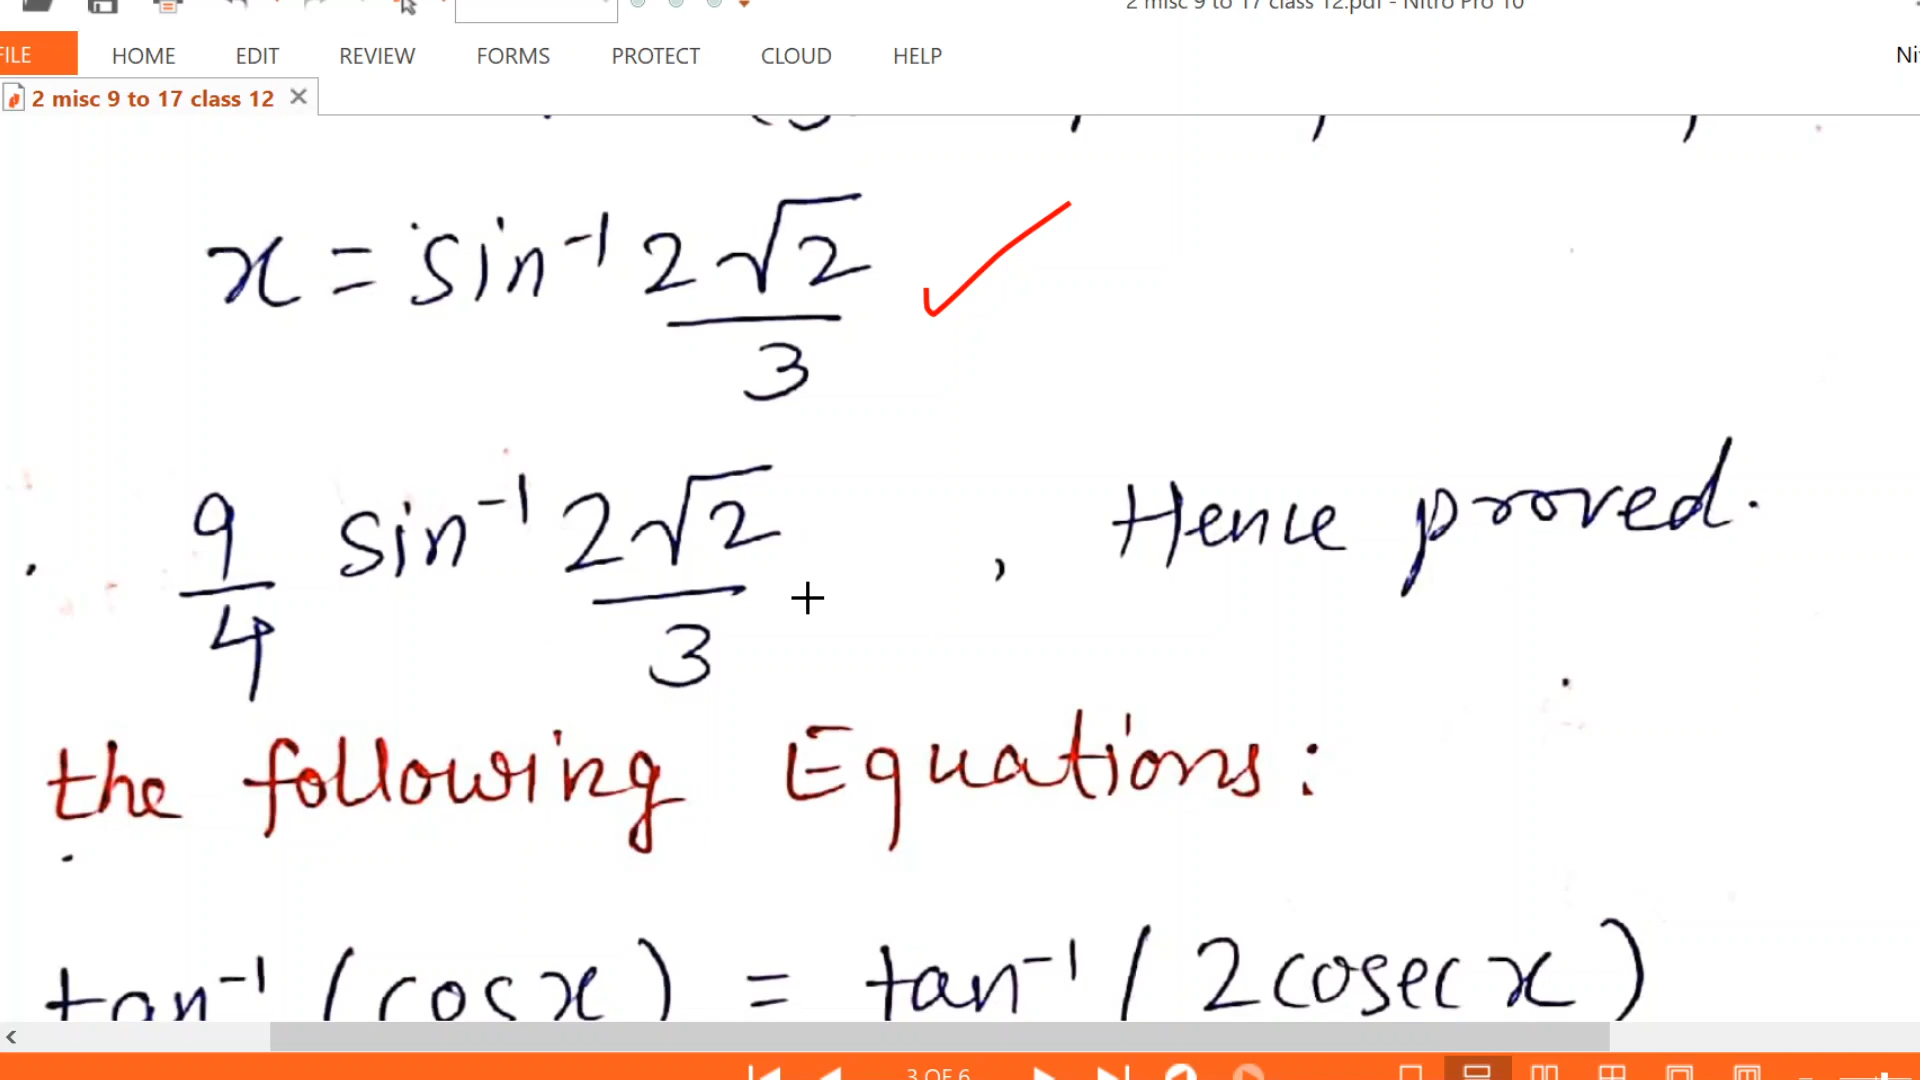 2 misc 9 to 17 class 12.pdf - Nitro Pro 10
FILE HOME EDIT REVIEW FORMS PROTECT CLOUD HELP
2 misc 9 to 17 class 12 ×
x = sin⁻¹ 2√2/3 ✓
9/4 sin⁻¹ 2√2/3 , Hence proved.
the following Equations:
tan⁻¹ (cos x) = tan⁻¹ (2cosec x)
3 OF 6